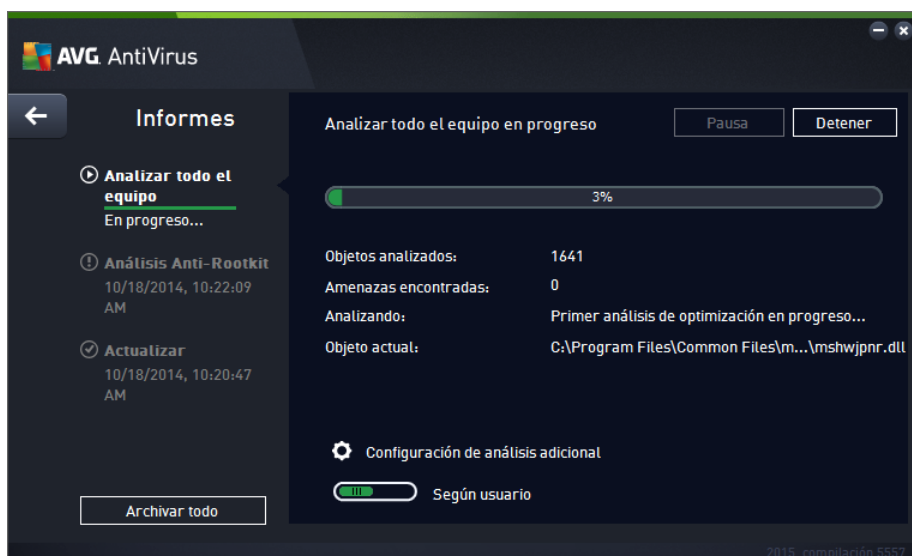 AVG. AntiVirus
Informes
Analizar todo el
equipo
En progreso...
Análisis Anti-Rootkit
10/18/2014, 10:22:09
AM
Actualizar
10/18/2014, 10:20:47
AM
Archivar todo
Analizar todo el equipo en progreso
Pausa
Detener
3%
Objetos analizados: 1641
Amenazas encontradas: 0
Analizando: Primer análisis de optimización en progreso...
Objeto actual: C:\Program Files\Common Files\m...\mshwjpnr.dll
Configuración de análisis adicional
Según usuario
2015. compilación 5557